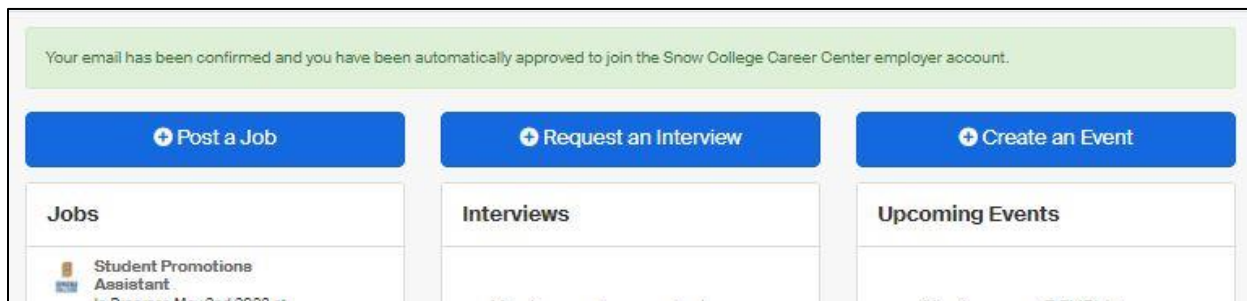 Your email has been confirmed and you have been automatically approved to join the Snow College Career Center employer account.
Post a Job
Request an Interview
Create an Event
Jobs
Interviews
Upcoming Events
Student Promotions
Assistant